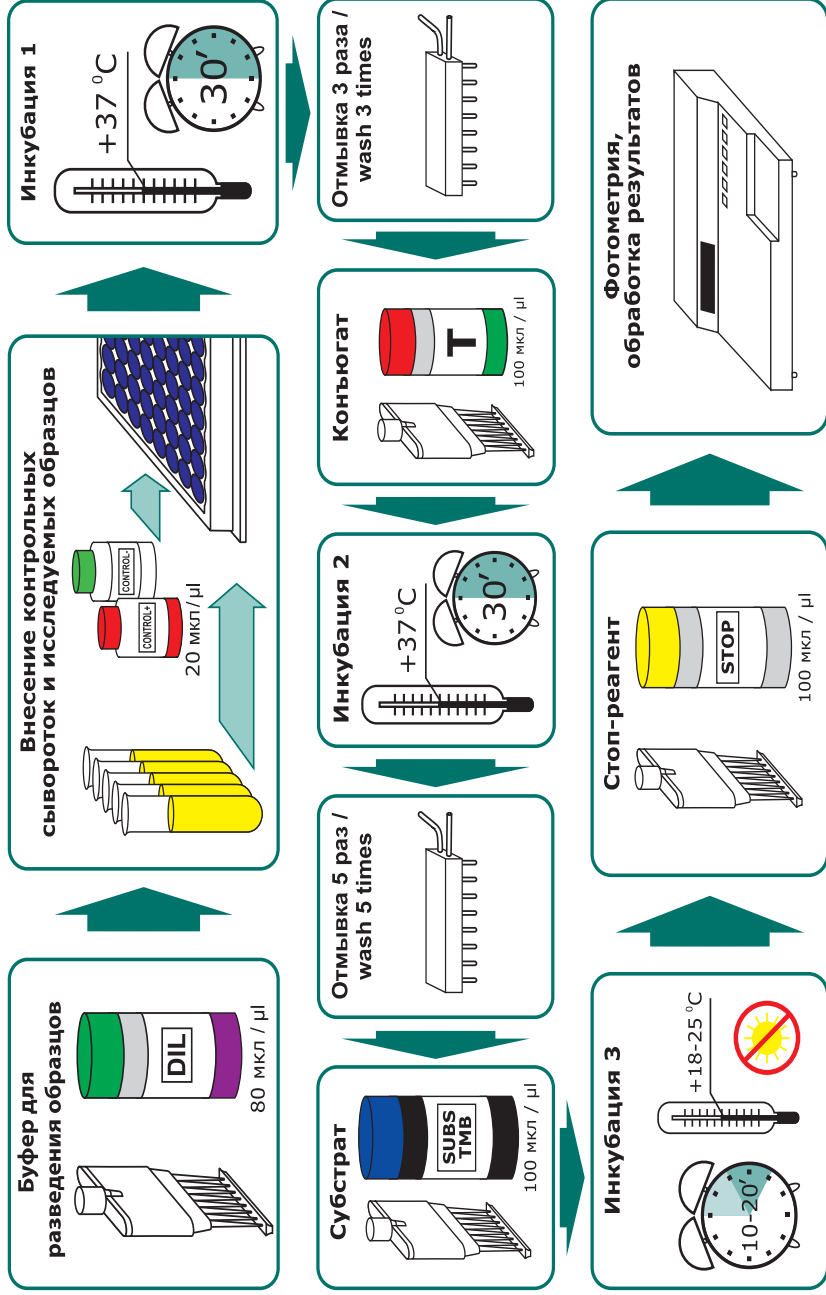 Буфер для
разведения образцов
DIL
80 мкл / µl
Внесение контрольных
сывороток и исследуемых образцов
CONTROL+
CONTROL-
20 мкл / µl
Инкубация 1
+37 °C
30′
Отмывка 3 раза /
wash 3 times
Конъюгат
T
100 мкл / µl
Инкубация 2
+37 °C
30′
Отмывка 5 раз /
wash 5 times
Субстрат
SUBS
TMB
100 мкл / µl
Инкубация 3
10-20′
+18-25 °C
Стоп-реагент
STOP
100 мкл / µl
Фотометрия,
обработка результатов